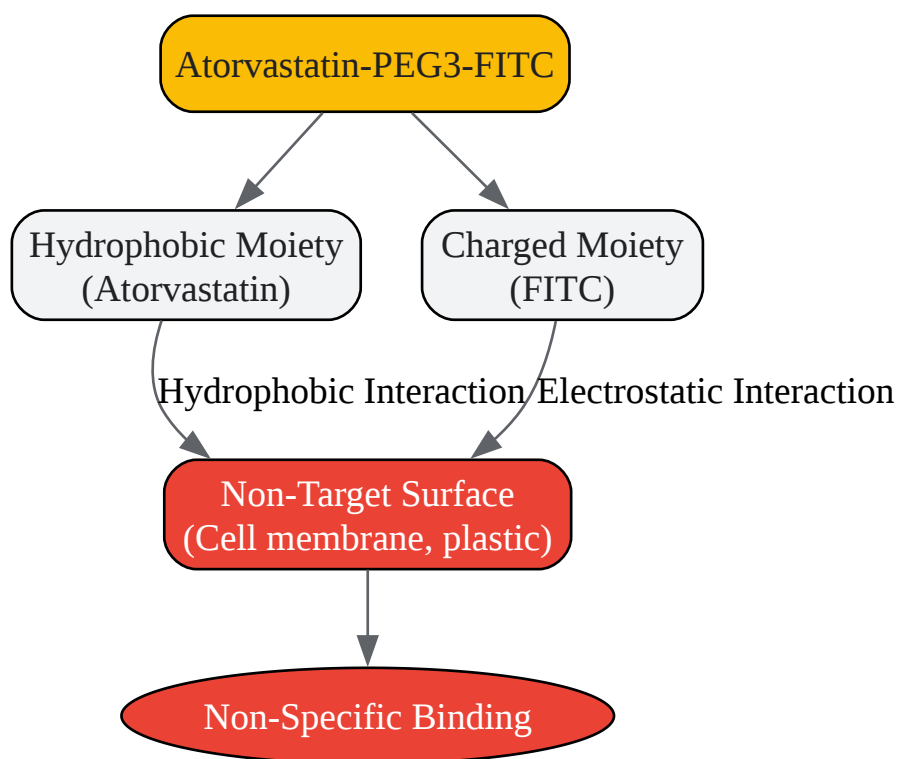 Atorvastatin-PEG3-FITC
Hydrophobic Moiety
(Atorvastatin)
Charged Moiety
(FITC)
Hydrophobic Interaction
Electrostatic Interaction
Non-Target Surface
(Cell membrane, plastic)
Non-Specific Binding